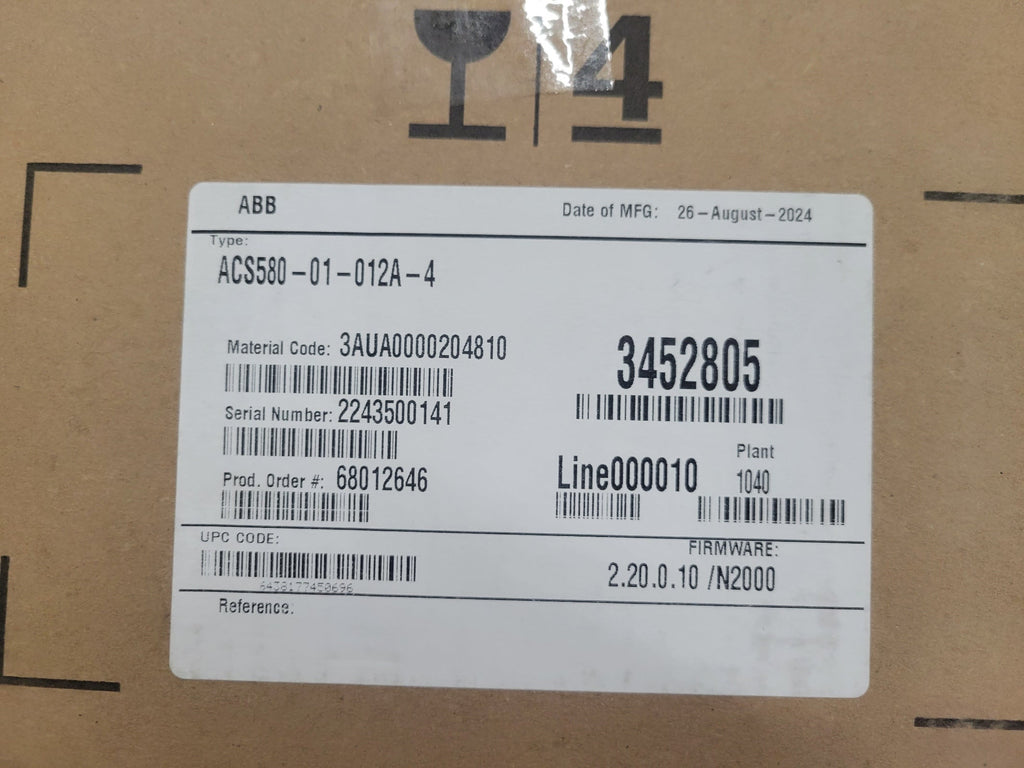 4
ABB
Date of MFG: 26-August-2024
Type:
ACS580-01-012A-4
Material Code: 3AUA0000204810
3452805
Serial Number: 2243500141
Prod. Order #: 68012646
Line000010
Plant
1040
UPC CODE:
6438177450696
FIRMWARE:
2.20.0.10 /N2000
Reference: